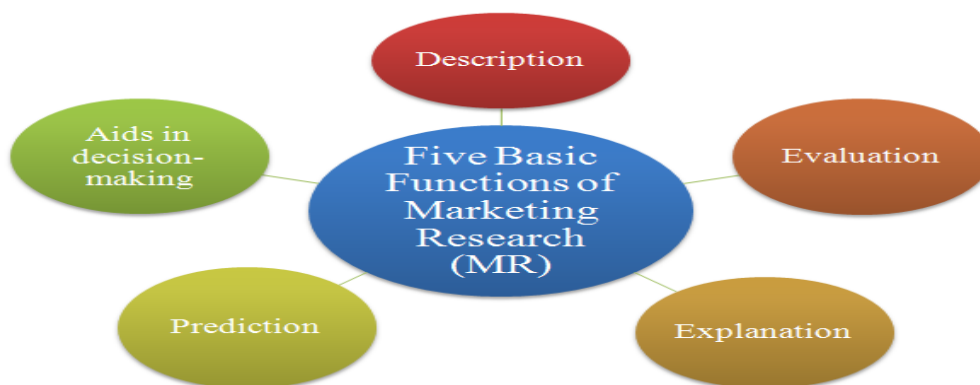 Description
Aids in
decision-
making
Evaluation
Five Basic
Functions of
Marketing
Research
(MR)
Prediction
Explanation